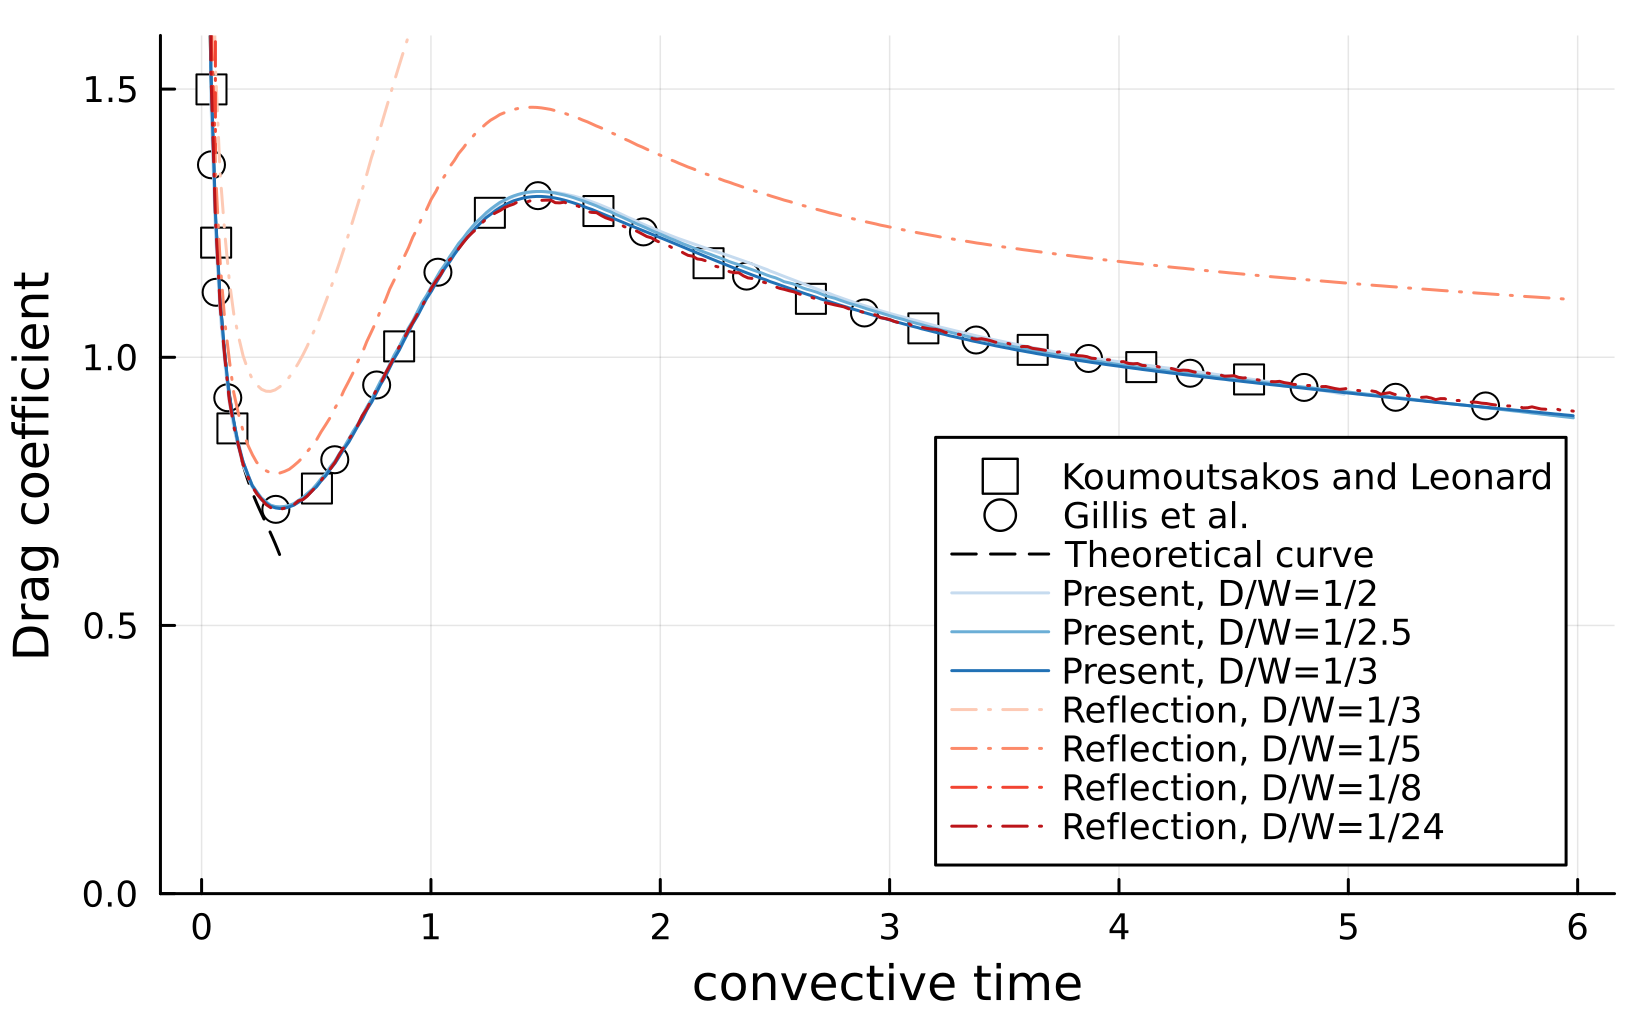 Drag coefficient
1.5
1.0
0.5
0.0
Koumoutsakos and Leonard
Gillis et al.
Theoretical curve
Present, D/W=1/2
Present, D/W=1/2.5
Present, D/W=1/3
Reflection, D/W=1/3
Reflection, D/W=1/5
Reflection, D/W=1/8
Reflection, D/W=1/24
0 1 2 3 4 5 6
convective time